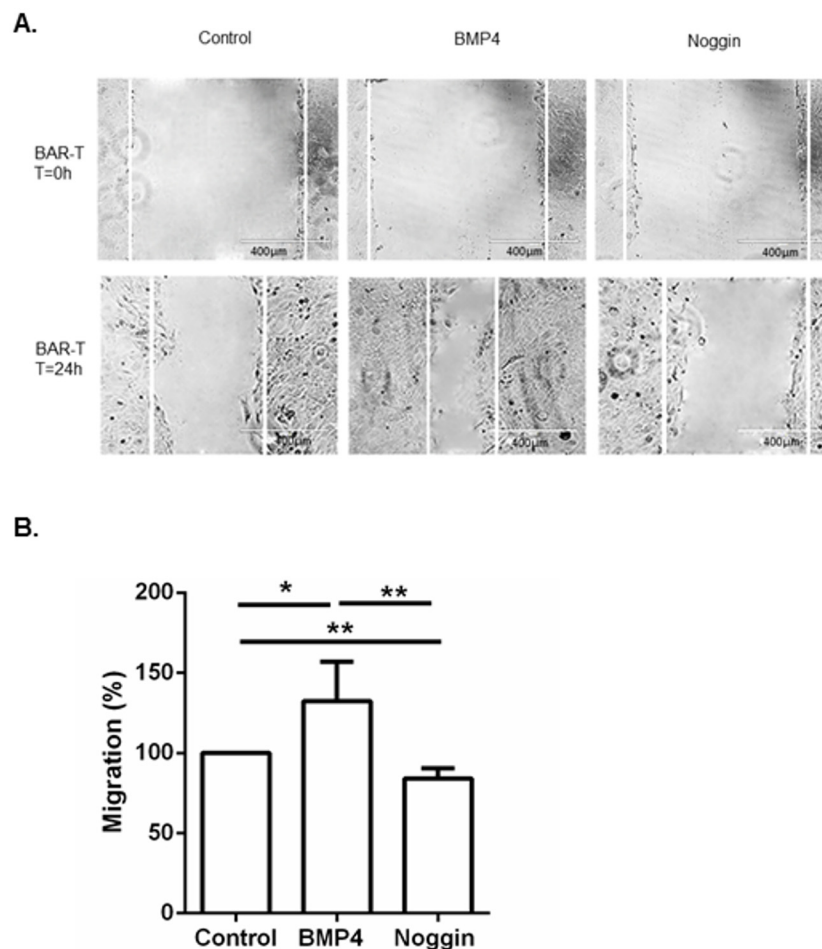 A.
Control BMP4 Noggin
BAR-T
T=0h
400µm 400µm 400µm
BAR-T
T=24h
400µm 400µm 400µm
B.
Migration (%)
200
150
100
50
0
* **
**
Control BMP4 Noggin